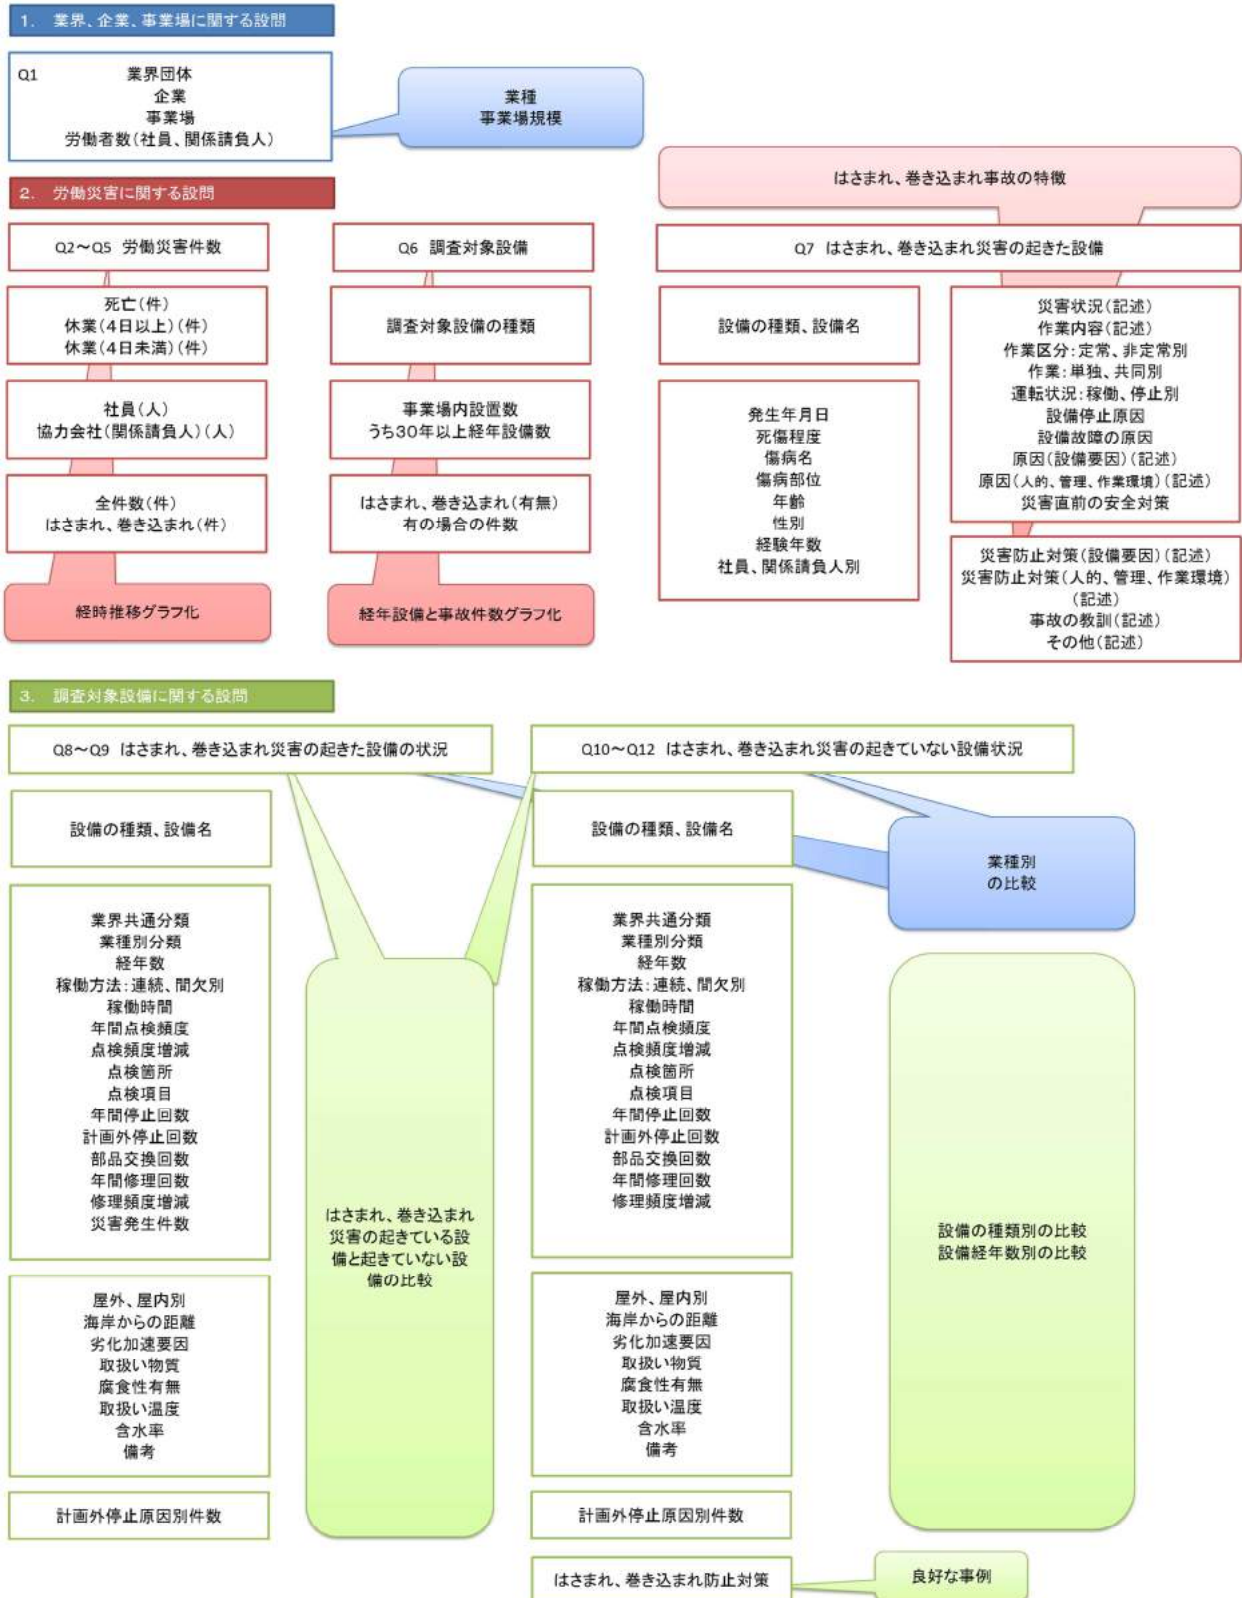 1. 業界、企業、事業場に関する設問
Q1 業界団体
企業
事業場
労働者数(社員、関係請負人)
業種
事業場規模
2. 労働災害に関する設問
はさまれ、巻き込まれ事故の特徴
Q2～Q5 労働災害件数
死亡(件)
休業(4日以上)(件)
休業(4日未満)(件)
社員(人)
協力会社(関係請負人)(人)
全件数(件)
はさまれ、巻き込まれ(件)
経時推移グラフ化
Q6 調査対象設備
調査対象設備の種類
事業場内設置数
うち30年以上経年設備数
はさまれ、巻き込まれ(有無)
有の場合の件数
経年設備と事故件数グラフ化
Q7 はさまれ、巻き込まれ災害の起きた設備
設備の種類、設備名
発生年月日
死傷程度
傷病名
傷病部位
年齢
性別
経験年数
社員、関係請負人別
災害状況(記述)
作業内容(記述)
作業区分:定常、非定常別
作業:単独、共同別
運転状況:稼働、停止別
設備停止原因
設備故障の原因
原因(設備要因)(記述)
原因(人的、管理、作業環境)(記述)
災害直前の安全対策
災害防止対策(設備要因)(記述)
災害防止対策(人的、管理、作業環境)
(記述)
事故の教訓(記述)
その他(記述)
3. 調査対象設備に関する設問
Q8～Q9 はさまれ、巻き込まれ災害の起きた設備の状況
設備の種類、設備名
業界共通分類
業種別分類
経年数
稼働方法:連続、間欠別
稼働時間
年間点検頻度
点検頻度増減
点検箇所
点検項目
年間停止回数
計画外停止回数
部品交換回数
年間修理回数
修理頻度増減
災害発生件数
屋外、屋内別
海岸からの距離
劣化加速要因
取扱い物質
腐食性有無
取扱い温度
含水率
備考
計画外停止原因別件数
はさまれ、巻き込まれ
災害の起きている設
備と起きていない設
備の比較
Q10～Q12 はさまれ、巻き込まれ災害の起きていない設備状況
設備の種類、設備名
業界共通分類
業種別分類
経年数
稼働方法:連続、間欠別
稼働時間
年間点検頻度
点検頻度増減
点検箇所
点検項目
年間停止回数
計画外停止回数
部品交換回数
年間修理回数
修理頻度増減
屋外、屋内別
海岸からの距離
劣化加速要因
取扱い物質
腐食性有無
取扱い温度
含水率
備考
計画外停止原因別件数
はさまれ、巻き込まれ防止対策
業種別
の比較
設備の種類別の比較
設備経年数別の比較
良好な事例